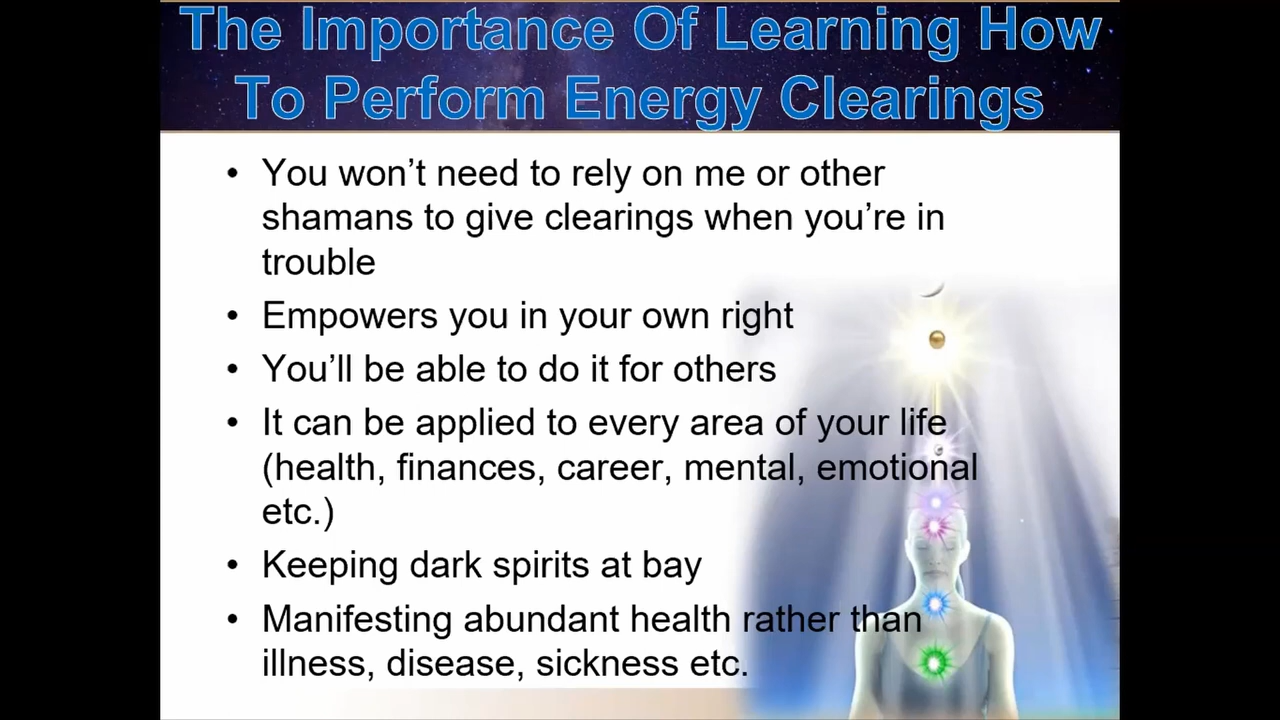 The Importance Of Learning How
To Perform Energy Clearings
• You won’t need to rely on me or other
shamans to give clearings when you’re in
trouble
• Empowers you in your own right
• You’ll be able to do it for others
• It can be applied to every area of your life
(health, finances, career, mental, emotional
etc.)
• Keeping dark spirits at bay
• Manifesting abundant health rather than
illness, disease, sickness etc.